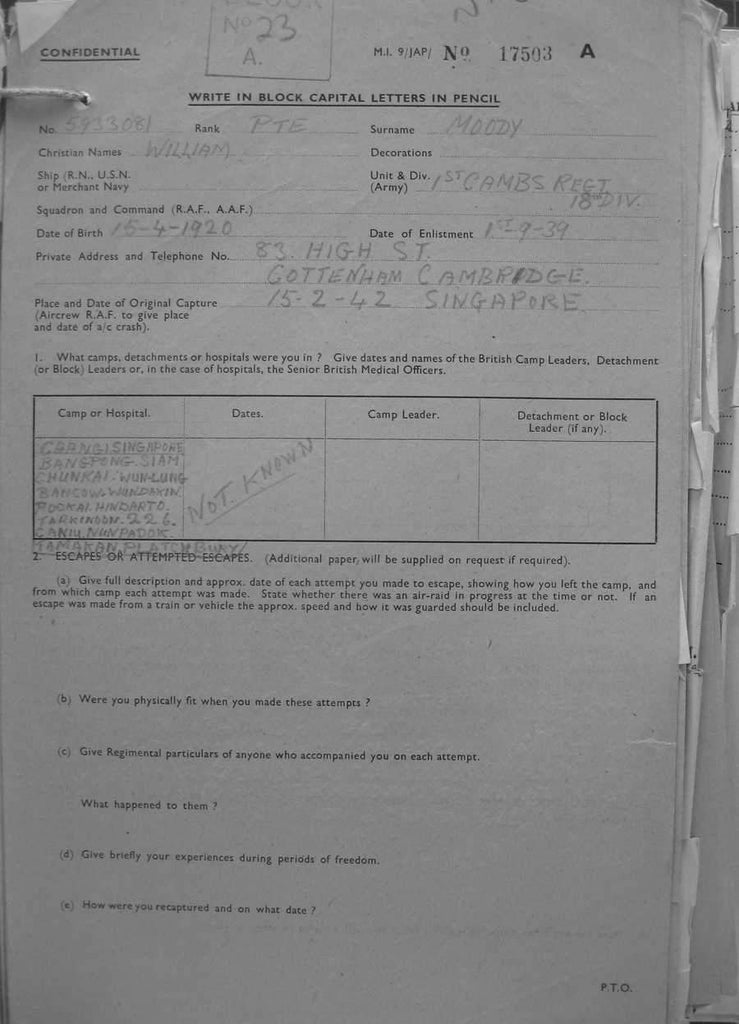 No 23
A.
CONFIDENTIAL
M.I. 9/JAP/ No. 17503 A
WRITE IN BLOCK CAPITAL LETTERS IN PENCIL
No. 5933081 Rank PTE Surname MOODY
Christian Names WILLIAM Decorations
Ship (R.N., U.S.N. or Merchant Navy
Unit & Div. (Army) 1ST CAMBS REGT
18 DIV.
Squadron and Command (R.A.F., A.A.F.)
Date of Birth 15-4-1920 Date of Enlistment 1ST 9-39
Private Address and Telephone No. 83. HIGH ST.
COTTENHAM CAMBRIDGE.
Place and Date of Original Capture 15-2-42 SINGAPORE
(Aircrew R.A.F. to give place
and date of a/c crash).
1. What camps, detachments or hospitals were you in ? Give dates and names of the British Camp Leaders, Detachment
(or Block) Leaders or, in the case of hospitals, the Senior British Medical Officers.
Camp or Hospital. Dates. Camp Leader. Detachment or Block
Leader (if any).
SINGAPORE
BANGPONG. SIAM
CHUNKAI. WUN-LUNG
NOT. KNOWN
HINDARTO.
226.
TAMAKAN
2. ESCAPES OR ATTEMPTED ESCAPES. (Additional paper will be supplied on request if required).
(a) Give full description and approx. date of each attempt you made to escape, showing how you left the camp, and
from which camp each attempt was made. State whether there was an air-raid in progress at the time or not. If an
escape was made from a train or vehicle the approx. speed and how it was guarded should be included.
(b) Were you physically fit when you made these attempts ?
(c) Give Regimental particulars of anyone who accompanied you on each attempt.
What happened to them ?
(d) Give briefly your experiences during periods of freedom.
(e) How were you recaptured and on what date ?
P.T.O.